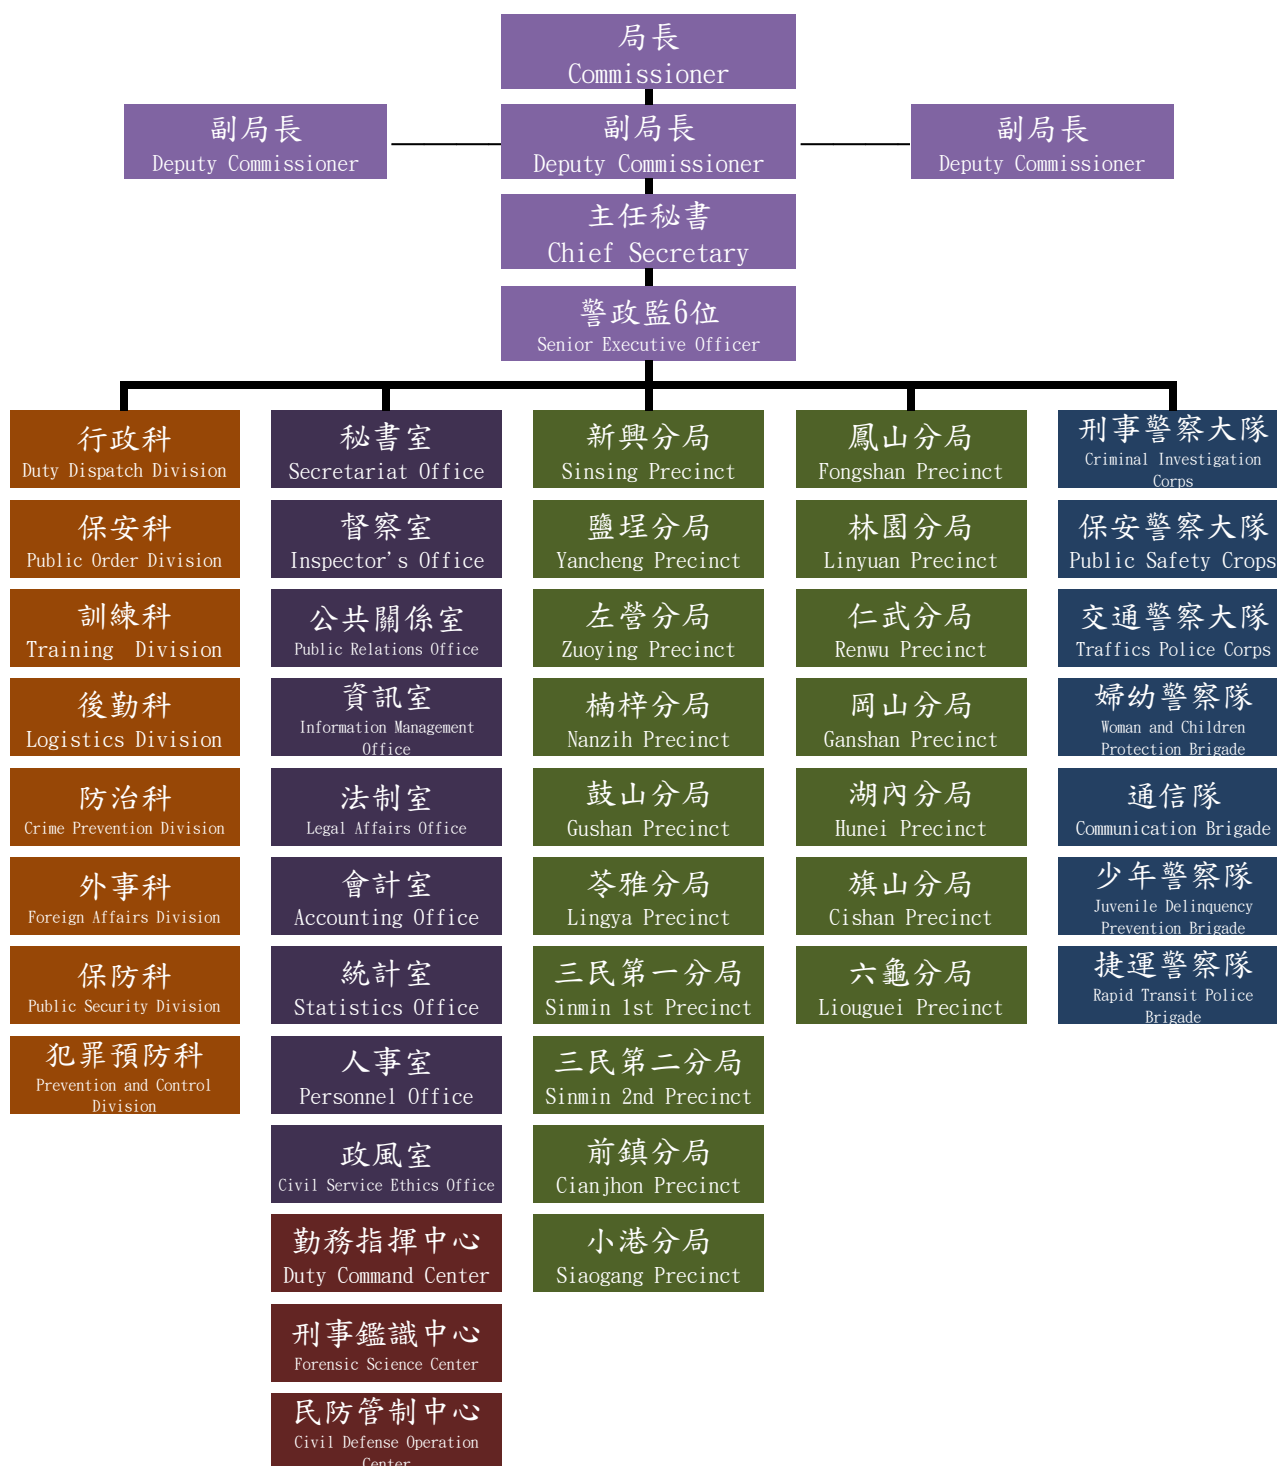 局長
Commissioner
副局長
Deputy Commissioner
副局長
Deputy Commissioner
副局長
Deputy Commissioner
主任秘書
Chief Secretary
警政監6位
Senior Executive Officer
行政科
Duty Dispatch Division
保安科
Public Order Division
訓練科
Training Division
後勤科
Logistics Division
防治科
Crime Prevention Division
外事科
Foreign Affairs Division
保防科
Public Security Division
犯罪預防科
Prevention and Control
Division
秘書室
Secretariat Office
督察室
Inspector's Office
公共關係室
Public Relations Office
資訊室
Information Management
Office
法制室
Legal Affairs Office
會計室
Accounting Office
統計室
Statistics Office
人事室
Personnel Office
政風室
Civil Service Ethics Office
勤務指揮中心
Duty Command Center
刑事鑑識中心
Forensic Science Center
民防管制中心
Civil Defense Operation
Center
新興分局
Sinsing Precinct
鹽埕分局
Yancheng Precinct
左營分局
Zuoying Precinct
楠梓分局
Nanzih Precinct
鼓山分局
Gushan Precinct
苓雅分局
Lingya Precinct
三民第一分局
Sinmin 1st Precinct
三民第二分局
Sinmin 2nd Precinct
前鎮分局
Cianjhon Precinct
小港分局
Siaogang Precinct
鳳山分局
Fongshan Precinct
林園分局
Linyuan Precinct
仁武分局
Renwu Precinct
岡山分局
Ganshan Precinct
湖內分局
Hunei Precinct
旗山分局
Cishan Precinct
六龜分局
Liouguei Precinct
刑事警察大隊
Criminal Investigation
Corps
保安警察大隊
Public Safety Crops
交通警察大隊
Traffics Police Corps
婦幼警察隊
Woman and Children
Protection Brigade
通信隊
Communication Brigade
少年警察隊
Juvenile Delinquency
Prevention Brigade
捷運警察隊
Rapid Transit Police
Brigade